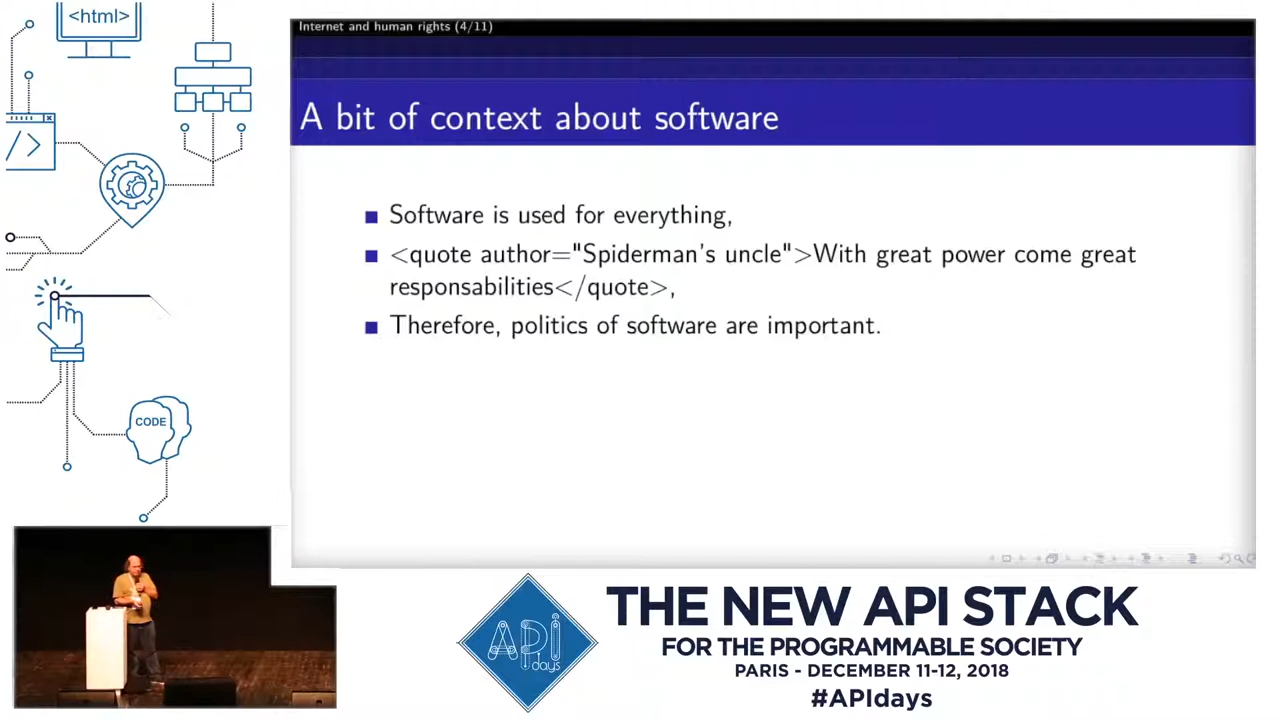 <html>
Internet and human rights (4/11)
A bit of context about software
</>
Software is used for everything,
<quote author="Spiderman's uncle">With great power come great
responsabilities</quote>,
Therefore, politics of software are important.
CODE
API
days
THE NEW API STACK
FOR THE PROGRAMMABLE SOCIETY
PARIS - DECEMBER 11-12, 2018
#APIdays